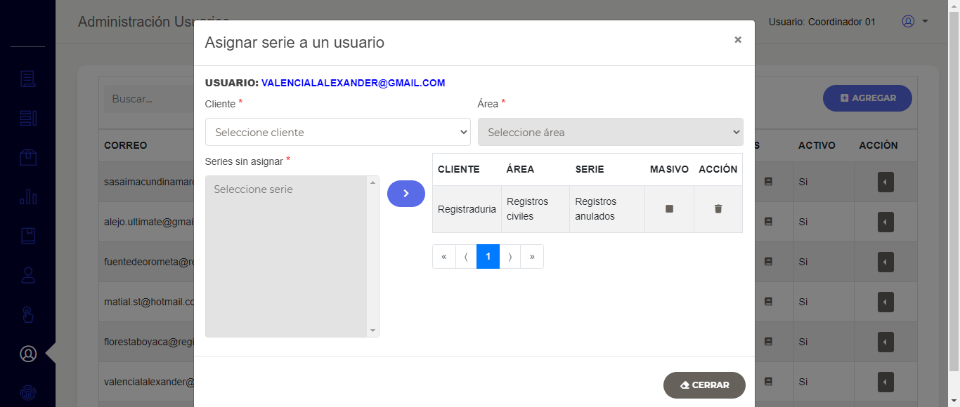 Administración Usuarios
Usuario: Coordinador 01
Asignar serie a un usuario
×
USUARIO: VALENCIALALEXANDER@GMAIL.COM
Cliente *
Área *
Seleccione cliente
Seleccione área
Series sin asignar *
Seleccione serie
CLIENTE ÁREA SERIE MASIVO ACCIÓN
Registraduria Registros civiles Registros anulados
« ⟨ 1 ⟩ »
CERRAR
Buscar...
AGREGAR
CORREO
S ACTIVO ACCIÓN
sasaimacundinamar
Si
alejo.ultimate@gmai
Si
fuentedeorometa@re
Si
matial.st@hotmail.co
Si
florestaboyaca@regi
Si
valencialalexander@
Si